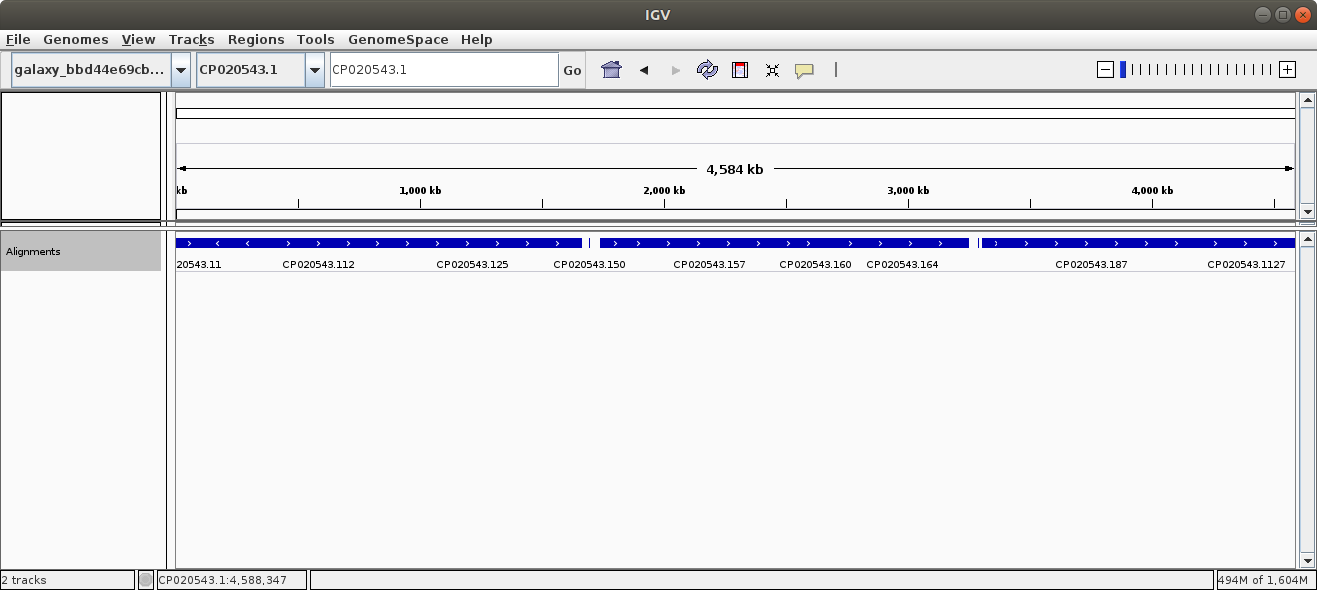 IGV
File Genomes View Tracks Regions Tools GenomeSpace Help
galaxy_bbd44e69cb... CP020543.1 CP020543.1 Go
4,584 kb
kb 1,000 kb 2,000 kb 3,000 kb 4,000 kb
Alignments
20543.11 CP020543.112 CP020543.125 CP020543.150 CP020543.157 CP020543.160 CP020543.164 CP020543.187 CP020543.1127
2 tracks CP020543.1:4,588,347 494M of 1,604M